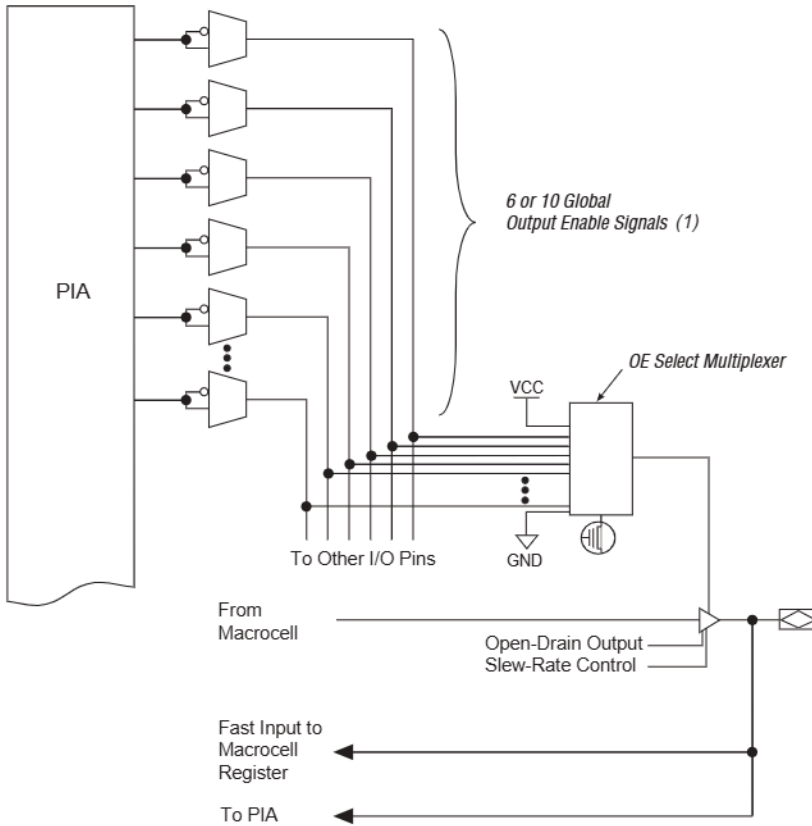 PIA
6 or 10 Global
Output Enable Signals (1)
OE Select Multiplexer
VCC
GND
To Other I/O Pins
From
Macrocell
Open-Drain Output
Slew-Rate Control
Fast Input to
Macrocell
Register
To PIA